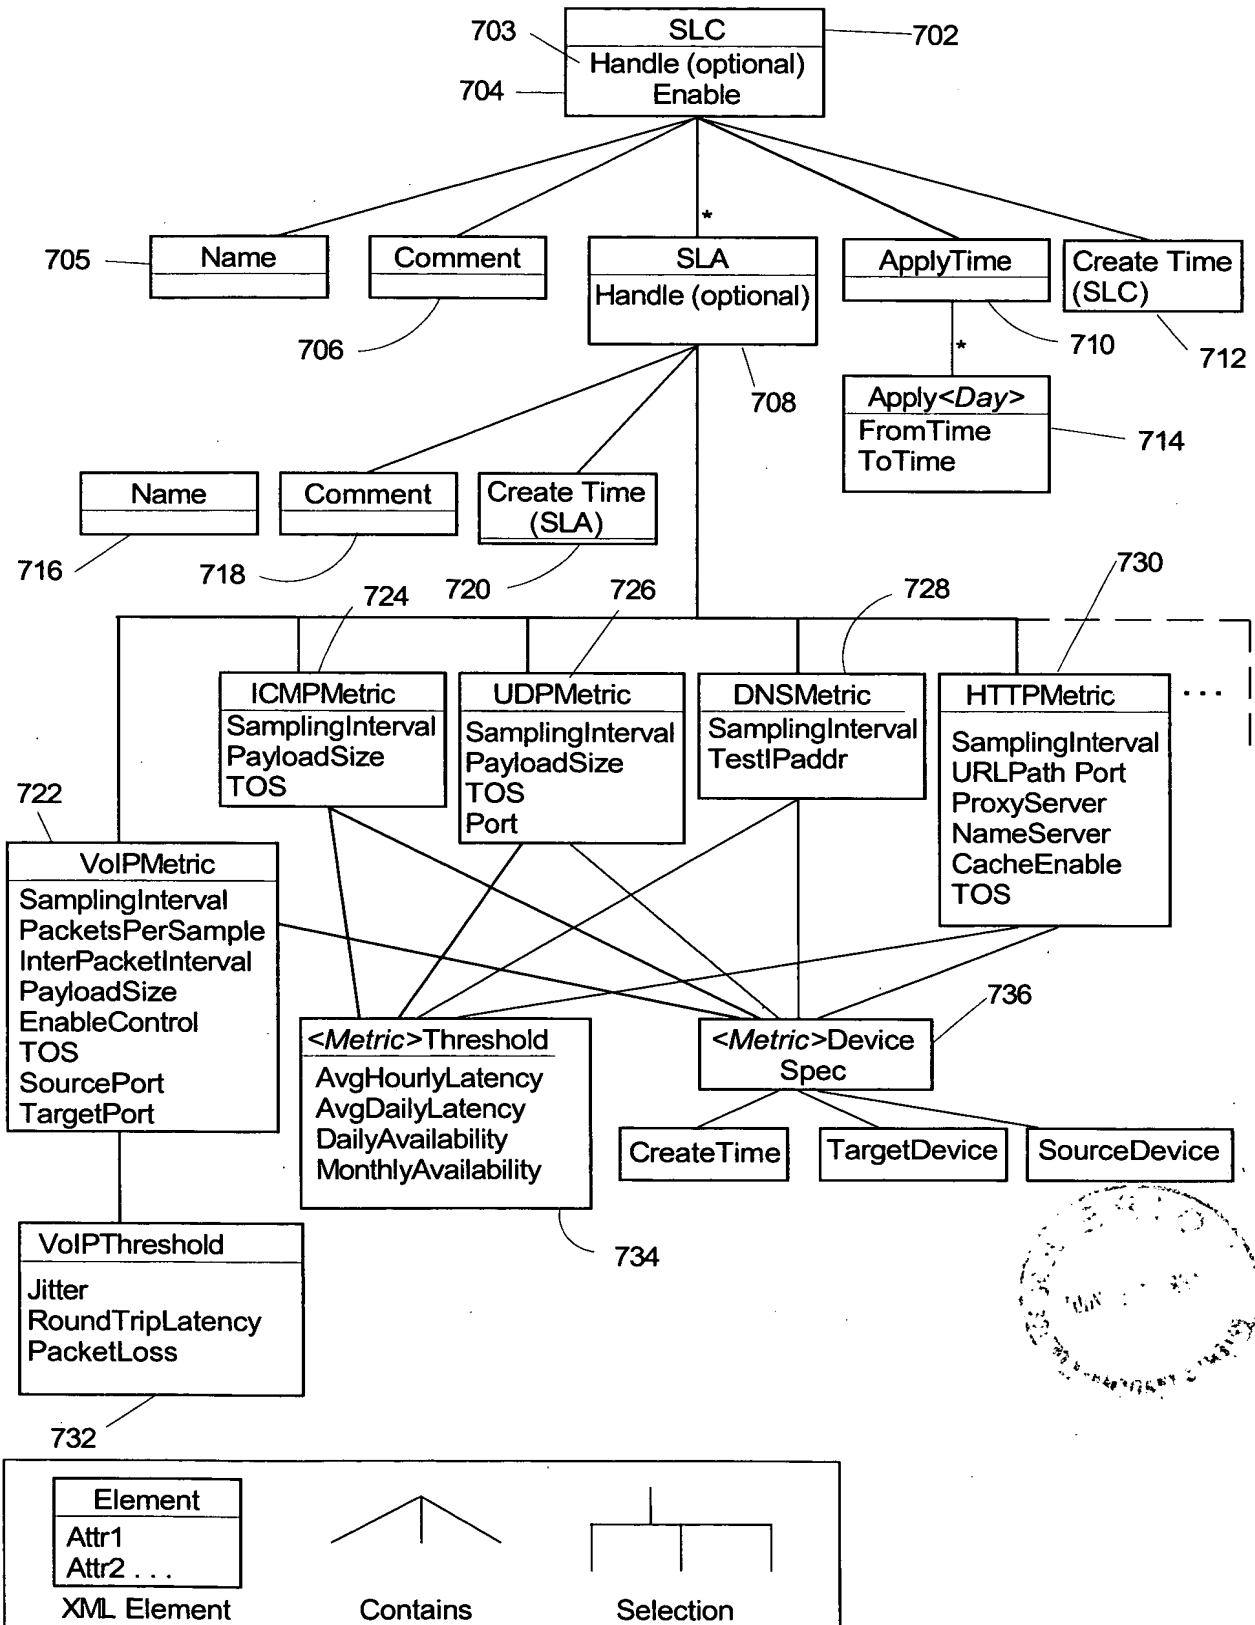 703
SLC
702
Handle (optional)
704
Enable
*
705
Name
Comment
SLA
Handle (optional)
ApplyTime
Create Time
(SLC)
706
708
710
712
*
Apply<Day>
FromTime
ToTime
714
Name
Comment
Create Time
(SLA)
716
718
720
724
726
728
730
ICMPMetric
SamplingInterval
PayloadSize
TOS
UDPMetric
SamplingInterval
PayloadSize
TOS
Port
DNSMetric
SamplingInterval
TestIPaddr
HTTPMetric
SamplingInterval
URLPath Port
ProxyServer
NameServer
CacheEnable
TOS
...
722
VoIPMetric
SamplingInterval
PacketsPerSample
InterPacketInterval
PayloadSize
EnableControl
TOS
SourcePort
TargetPort
<Metric>Threshold
AvgHourlyLatency
AvgDailyLatency
DailyAvailability
MonthlyAvailability
736
<Metric>Device
Spec
CreateTime
TargetDevice
SourceDevice
734
VoIPThreshold
Jitter
RoundTripLatency
PacketLoss
732
Element
Attr1
Attr2 . . .
XML Element
Contains
Selection